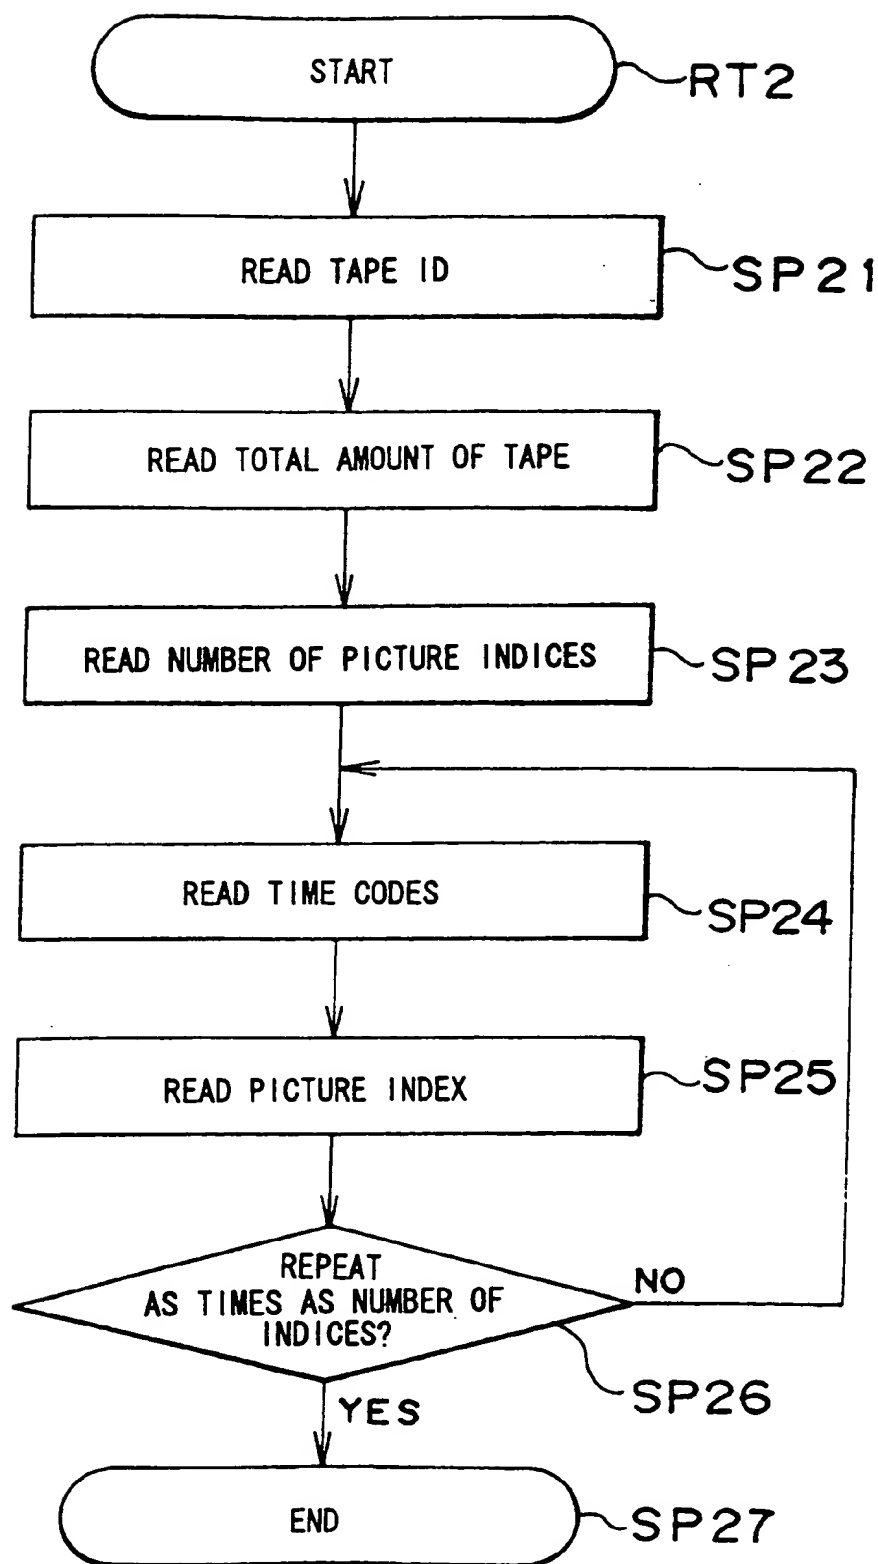 START
RT2
READ TAPE ID
SP21
READ TOTAL AMOUNT OF TAPE
SP22
READ NUMBER OF PICTURE INDICES
SP23
READ TIME CODES
SP24
READ PICTURE INDEX
SP25
REPEAT
AS TIMES AS NUMBER OF
INDICES?
NO
SP26
YES
END
SP27